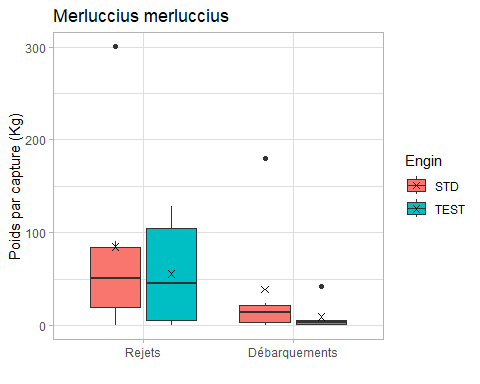 Merluccius merluccius
Poids par capture (Kg)
300
200
100
0
Rejets
Débarquements
Engin
STD
TEST